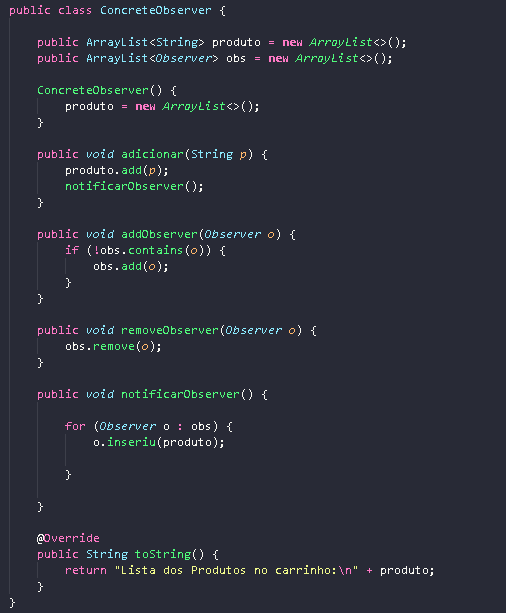 public class ConcreteObserver {
public ArrayList<String> produto = new ArrayList<>();
public ArrayList<Observer> obs = new ArrayList<>();
ConcreteObserver() {
produto = new ArrayList<>();
}
public void adicionar(String p) {
produto.add(p);
notificarObserver();
}
public void addObserver(Observer o) {
if (!obs.contains(o)) {
obs.add(o);
}
}
public void removeObserver(Observer o) {
obs.remove(o);
}
public void notificarObserver() {
for (Observer o : obs) {
o.inseriu(produto);
}
}
@Override
public String toString() {
return "Lista dos Produtos no carrinho:\n" + produto;
}
}